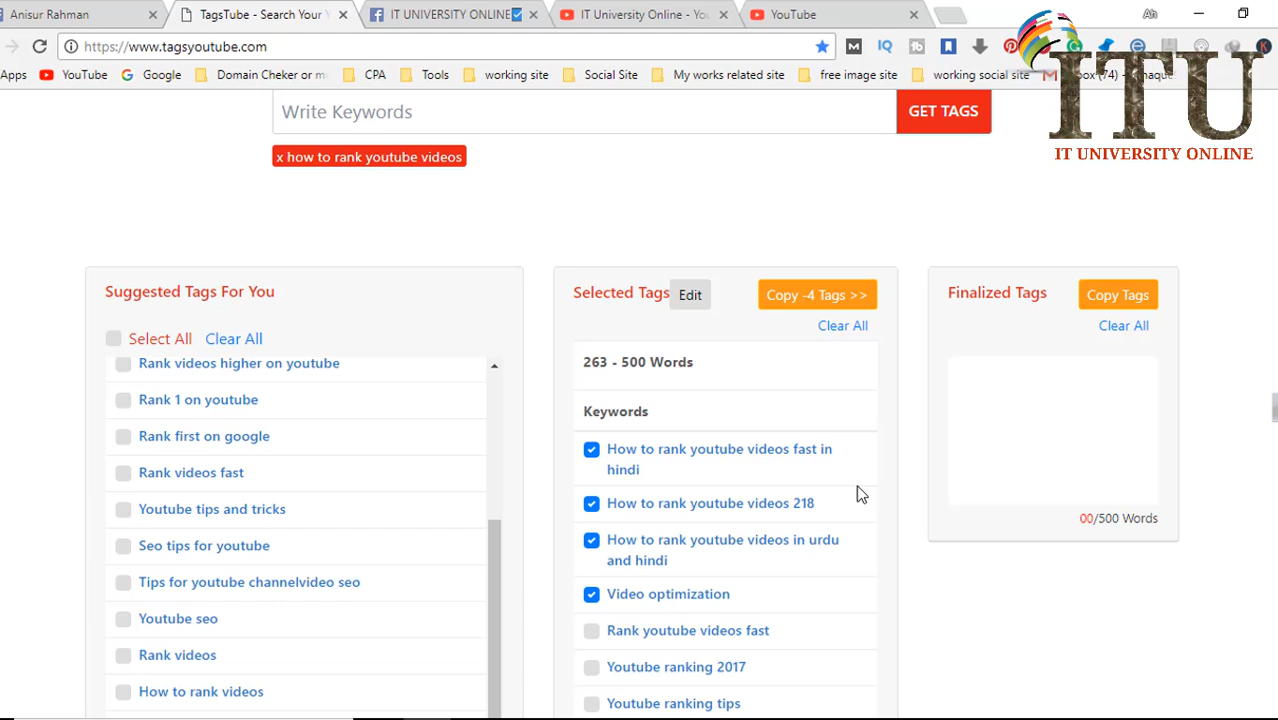 Anisur Rahman
TagsTube - Search Your Y
IT UNIVERSITY ONLINE
IT University Online - You
YouTube
Ah
https://www.tagsyoutube.com
Apps
YouTube
Google
Domain Cheker or m
CPA
Tools
working site
Social Site
My works related site
free image site
working social site
ITU
IT UNIVERSITY ONLINE
Write Keywords
GET TAGS
x how to rank youtube videos
Suggested Tags For You
Select All
Clear All
Rank videos higher on youtube
Rank 1 on youtube
Rank first on google
Rank videos fast
Youtube tips and tricks
Seo tips for youtube
Tips for youtube channelvideo seo
Youtube seo
Rank videos
How to rank videos
Selected Tags
Edit
Copy -4 Tags >>
Clear All
263 - 500 Words
Keywords
How to rank youtube videos fast in
hindi
How to rank youtube videos 218
How to rank youtube videos in urdu
and hindi
Video optimization
Rank youtube videos fast
Youtube ranking 2017
Youtube ranking tips
Finalized Tags
Copy Tags
Clear All
00/500 Words